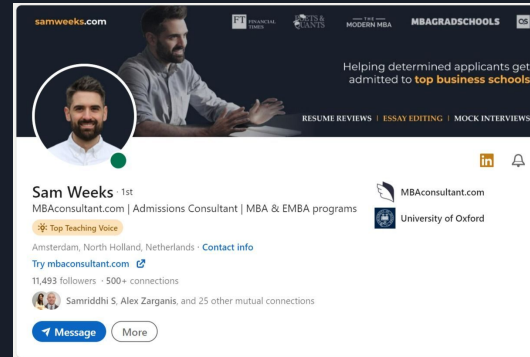 samweeks.com
FT FINANCIAL TIMES
POETS & QUANTS
THE MODERN MBA
MBAGRADSCHOOLS
Helping determined applicants get
admitted to top business schools
RESUME REVIEWS | ESSAY EDITING | MOCK INTERVIEWS
in
Sam Weeks · 1st
MBAconsultant.com | Admissions Consultant | MBA & EMBA programs
Top Teaching Voice
Amsterdam, North Holland, Netherlands · Contact info
Try mbaconsultant.com
11,493 followers · 500+ connections
Samriddhi S, Alex Zarganis, and 25 other mutual connections
Message
More
MBAconsultant.com
University of Oxford